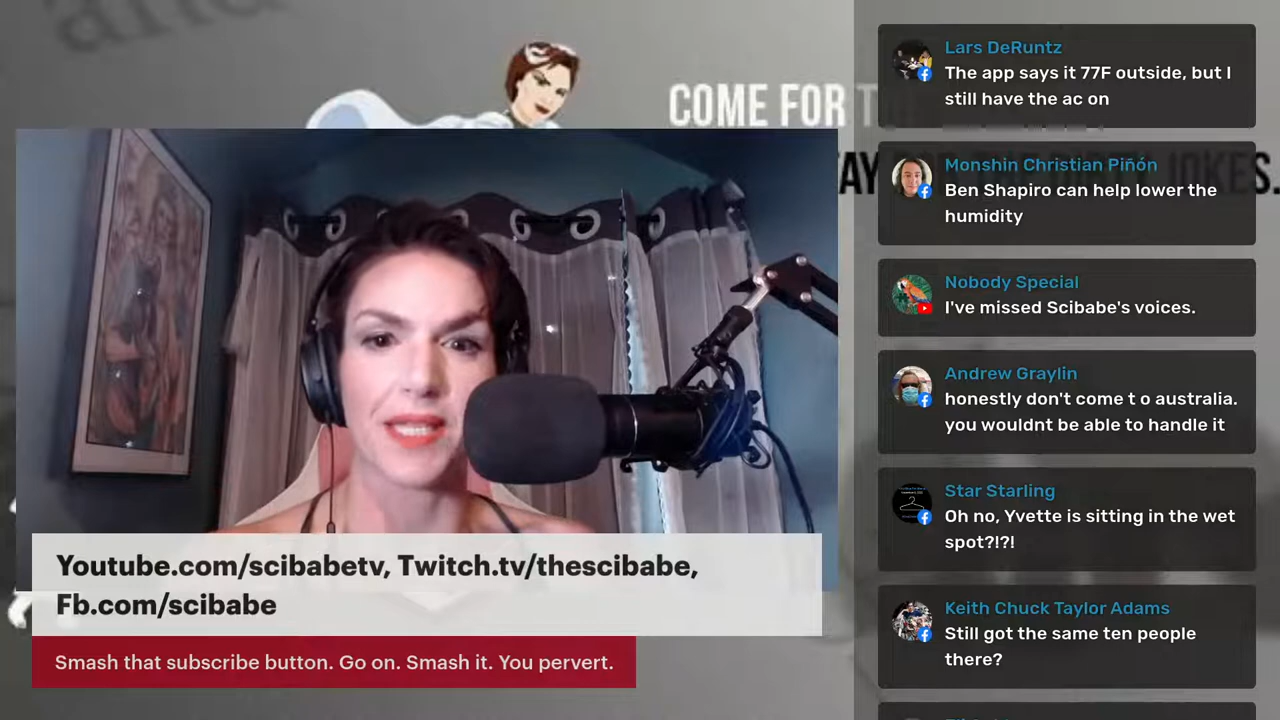 and
COME FOR T
AY
JOKES.
Youtube.com/scibabetv, Twitch.tv/thescibabe,
Fb.com/scibabe
Smash that subscribe button. Go on. Smash it. You pervert.
Lars DeRuntz
The app says it 77F outside, but I
still have the ac on
Monshin Christian Piñón
Ben Shapiro can help lower the
humidity
Nobody Special
I've missed Scibabe's voices.
Andrew Graylin
honestly don't come t o australia.
you wouldnt be able to handle it
Star Starling
Oh no, Yvette is sitting in the wet
spot?!?!
Keith Chuck Taylor Adams
Still got the same ten people
there?